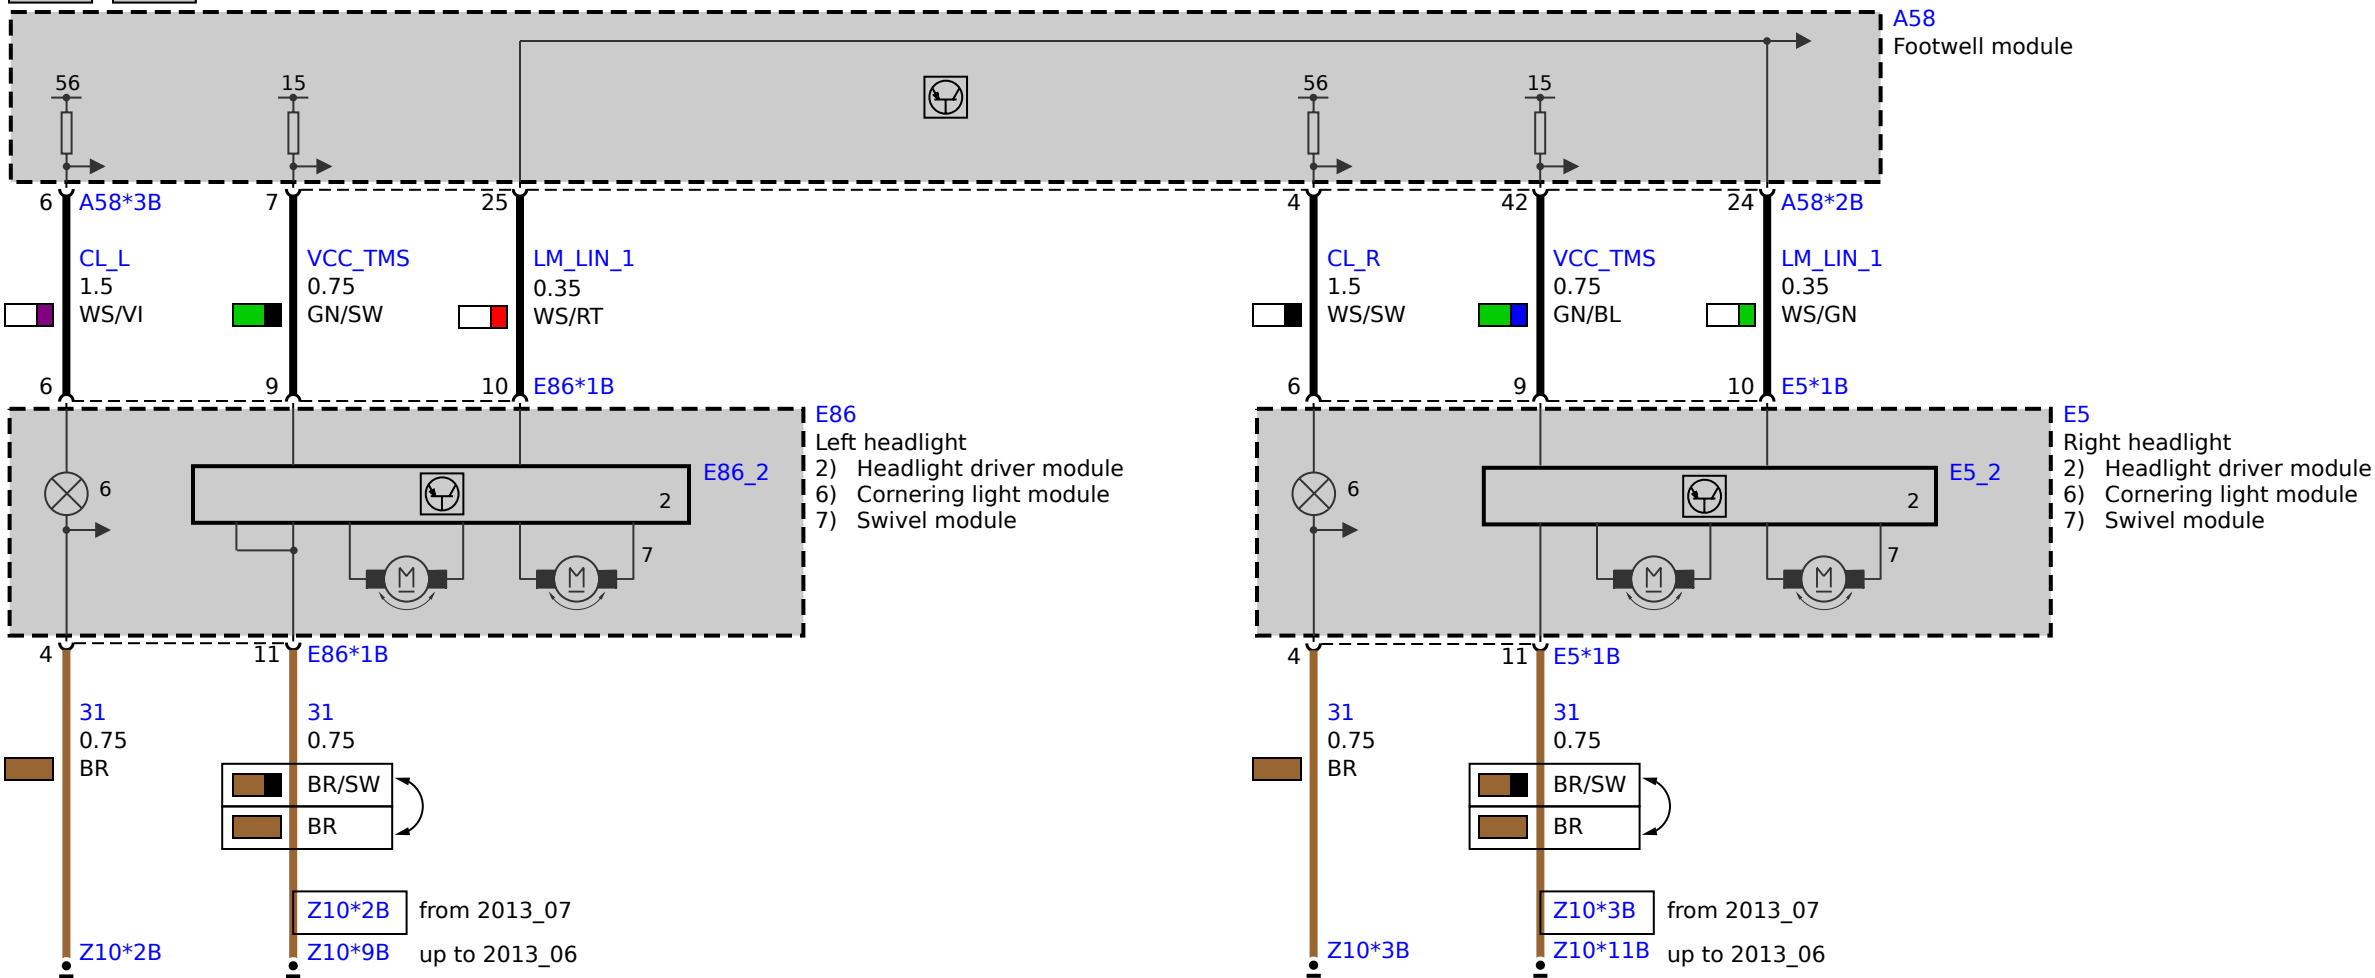 A58
Footwell module
56
15
56
15
6 A58*3B 7 25 4 42 24 A58*2B
CL_L
1.5
WS/VI
VCC_TMS
0.75
GN/SW
LM_LIN_1
0.35
WS/RT
CL_R
1.5
WS/SW
VCC_TMS
0.75
GN/BL
LM_LIN_1
0.35
WS/GN
6 9 10 E86*1B 6 9 10 E5*1B
E86
Left headlight
2) Headlight driver module
6) Cornering light module
7) Swivel module
6
2
E86_2
M
M
7
E5
Right headlight
2) Headlight driver module
6) Cornering light module
7) Swivel module
6
2
E5_2
M
M
7
4 11 E86*1B 4 11 E5*1B
31
0.75
BR
31
0.75
BR/SW
BR
31
0.75
BR
31
0.75
BR/SW
BR
Z10*2B from 2013_07
Z10*2B
Z10*9B up to 2013_06
Z10*3B from 2013_07
Z10*3B
Z10*11B up to 2013_06